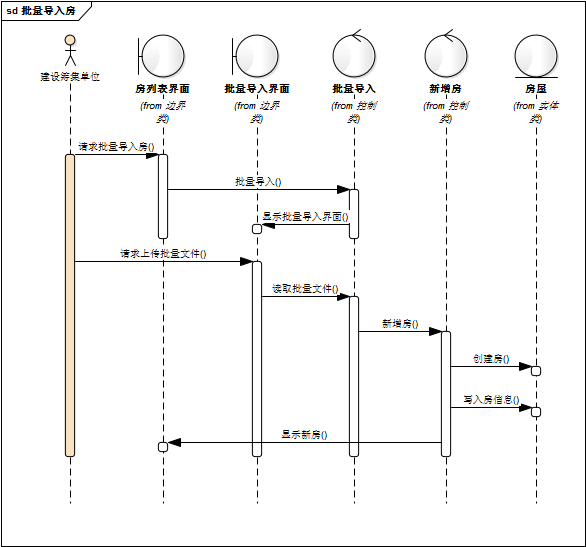 sd 批量导入房
建设筹集单位
房列表界面
(from 边界
类)
批量导入界面
(from 边界
类)
批量导入
(from 控制
类)
新增房
(from 控制
类)
房屋
(from 实体
类)
请求批量导入房()
批量导入()
显示批量导入界面()
请求上传批量文件()
读取批量文件()
新增房()
创建房()
写入房信息()
显示新房()